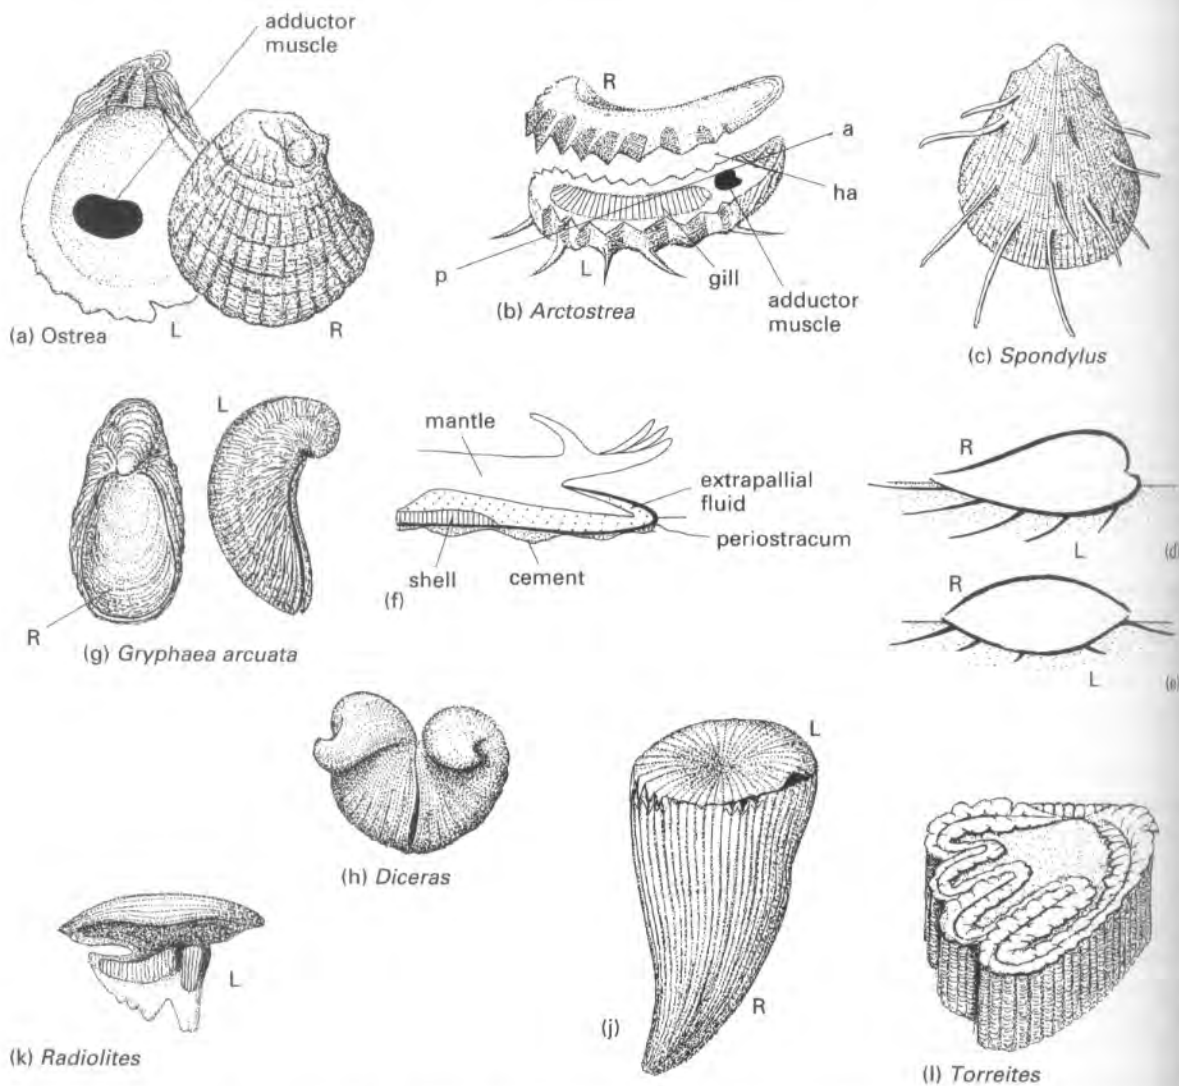 adductor
muscle
L
R
(a) Ostrea
R
a
ha
p
L
gill
adductor
muscle
(b) Arctostrea
(c) Spondylus
L
R
(g) Gryphaea arcuata
mantle
extrapallial
fluid
periostracum
shell
cement
(f)
R
L
(d)
R
L
(e)
(h) Diceras
L
R
(j)
L
(k) Radiolites
(l) Torreites